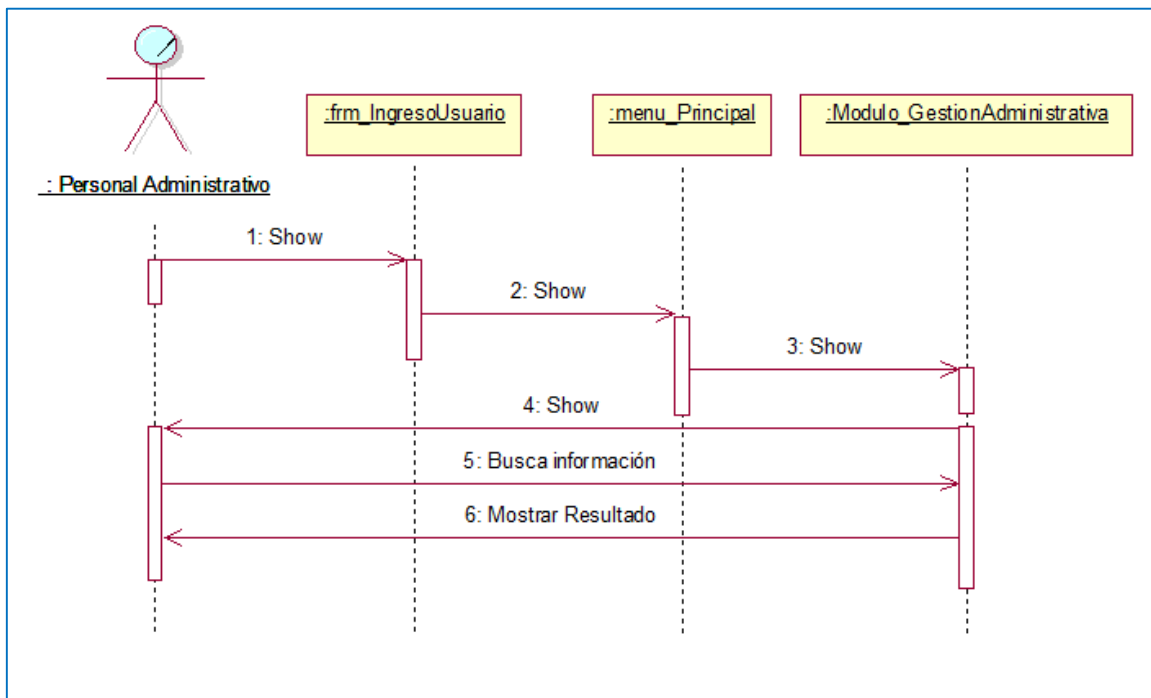 :frm_IngresoUsuario
:menu_Principal
:Modulo_GestionAdministrativa
: Personal Administrativo
1: Show
2: Show
3: Show
4: Show
5: Busca información
6: Mostrar Resultado